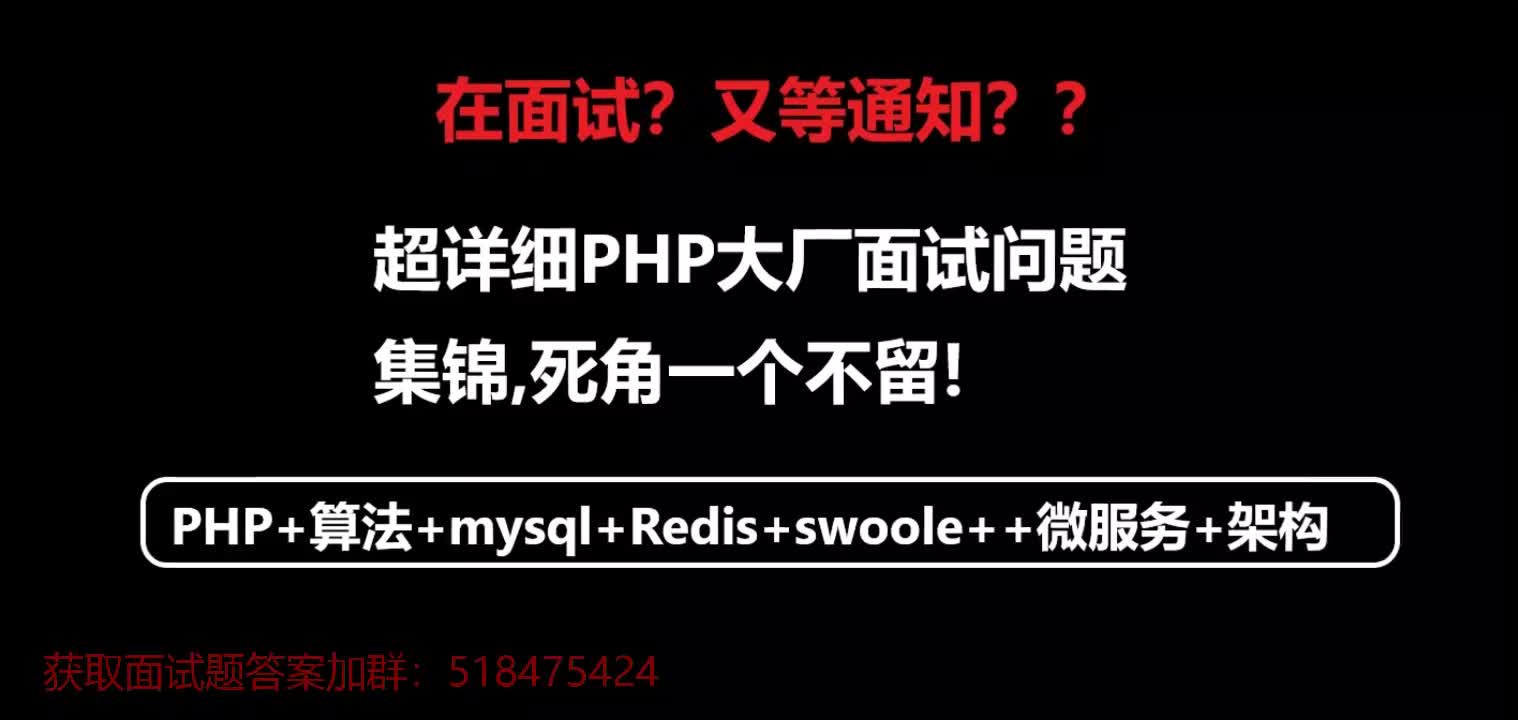 在面试？又等通知？？
超详细PHP大厂面试问题
集锦,死角一个不留!
PHP+算法+mysql+Redis+swoole++微服务+架构
获取面试题答案加群：518475424